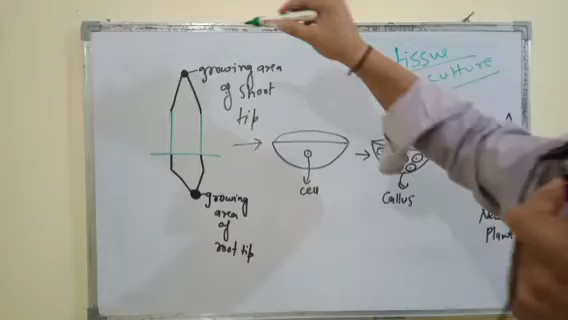 tissue
culture
growing area
of shoot
tip
cell
Callus
growing
area
of
root tip
Plant